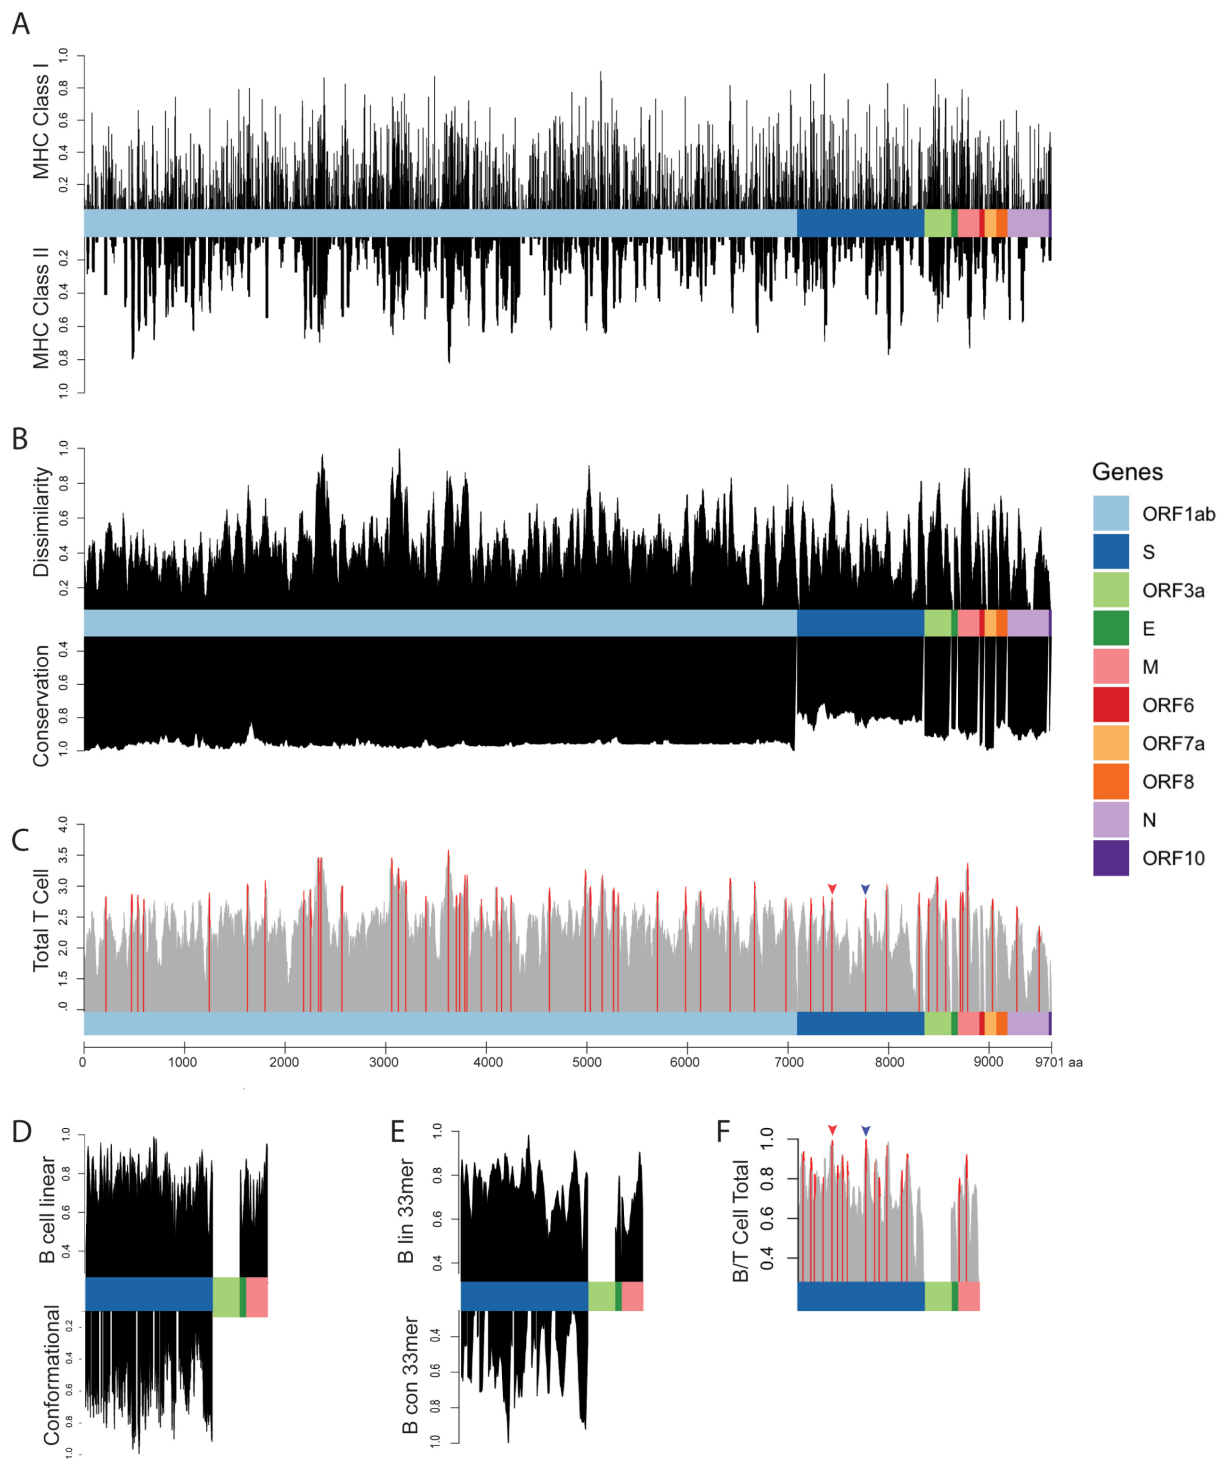 A
MHC Class I
1.0
0.8
0.6
0.4
0.2
MHC Class II
0.2
0.4
0.6
0.8
1.0
B
Dissimilarity
1.0
0.8
0.6
0.4
0.2
Conservation
0.4
0.6
0.8
1.0
Genes
ORF1ab
S
ORF3a
E
M
ORF6
ORF7a
ORF8
N
ORF10
C
Total T Cell
4.0
3.5
3.0
2.5
2.0
1.5
.0
0 1000 2000 3000 4000 5000 6000 7000 8000 9000 9701 aa
D
B cell linear
1.0
0.8
0.6
0.4
Conformational
0.2
0.4
0.6
0.8
1.0
E
B lin 33mer
1.0
0.8
0.6
0.4
B con 33mer
0.4
0.6
0.8
1.0
F
B/T Cell Total
1.0
0.8
0.6
0.4